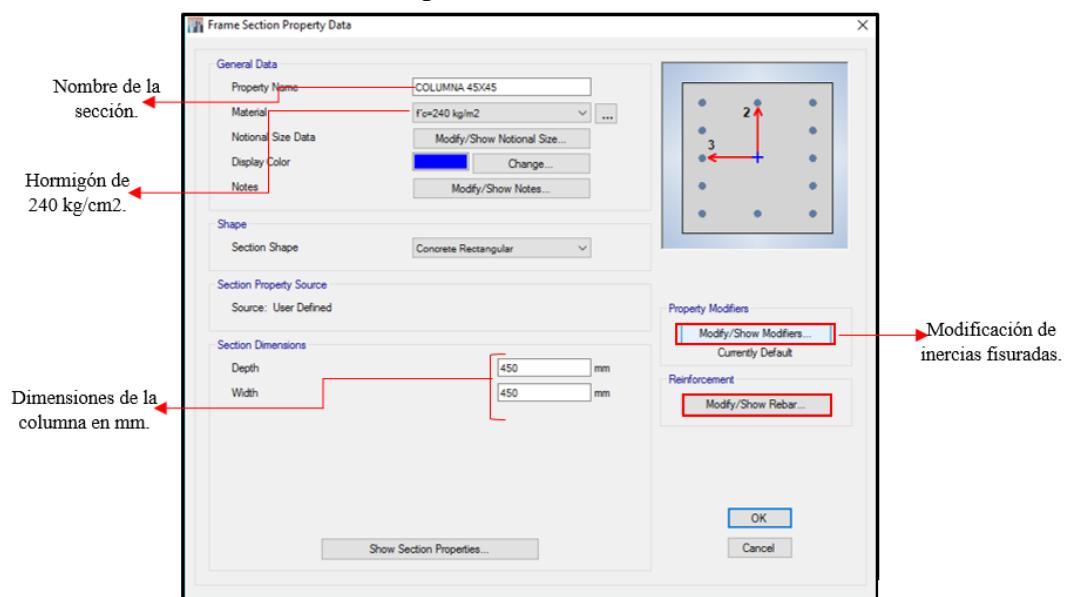 Frame Section Property Data
General Data
Property Name
COLUMNA 45X45
Material
f'c=240 kg/m2
...
Notional Size Data
Modify/Show Notional Size...
Display Color
Change...
Notes
Modify/Show Notes...
Shape
Section Shape
Concrete Rectangular
Section Property Source
Source: User Defined
Section Dimensions
Depth
450
mm
Width
450
mm
Show Section Properties...
2
3
Property Modifiers
Modify/Show Modifiers...
Currently Default
Reinforcement
Modify/Show Rebar...
OK
Cancel
Nombre de la
sección.
Hormigón de
240 kg/cm2.
Dimensiones de la
columna en mm.
Modificación de
inercias fisuradas.